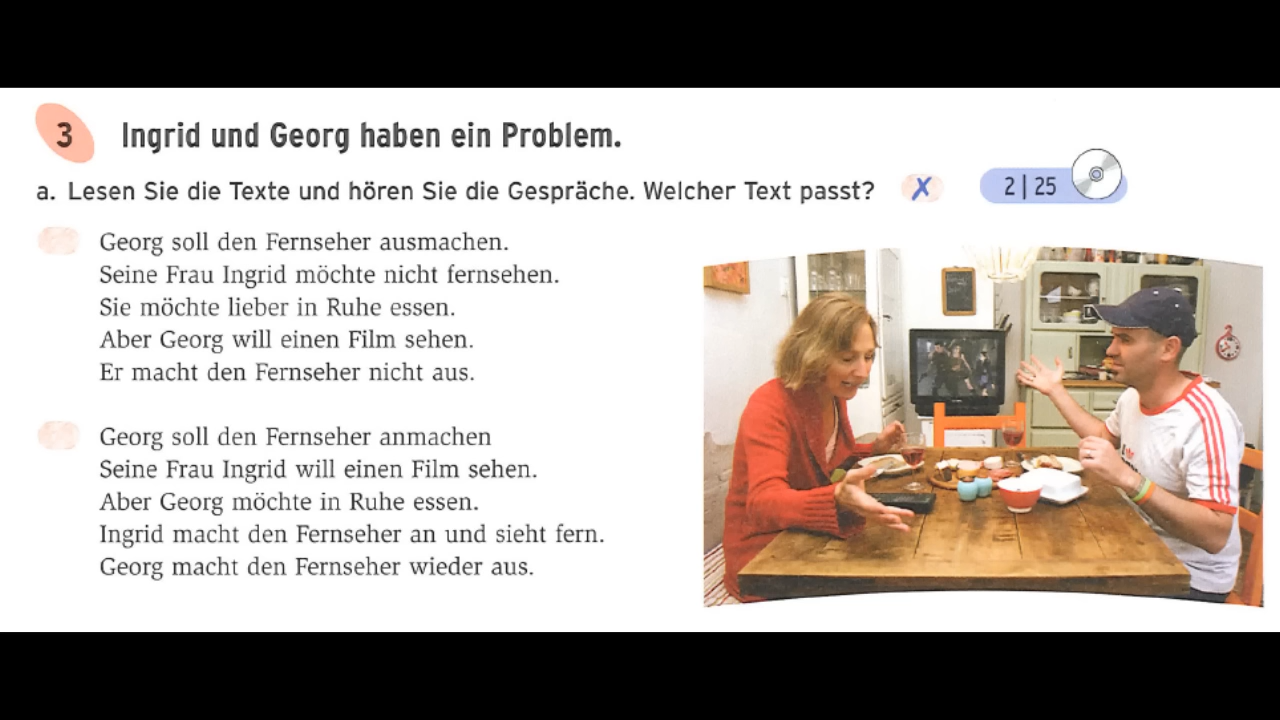 3 Ingrid und Georg haben ein Problem.
a. Lesen Sie die Texte und hören Sie die Gespräche. Welcher Text passt? X 2|25
Georg soll den Fernseher ausmachen.
Seine Frau Ingrid möchte nicht fernsehen.
Sie möchte lieber in Ruhe essen.
Aber Georg will einen Film sehen.
Er macht den Fernseher nicht aus.
Georg soll den Fernseher anmachen
Seine Frau Ingrid will einen Film sehen.
Aber Georg möchte in Ruhe essen.
Ingrid macht den Fernseher an und sieht fern.
Georg macht den Fernseher wieder aus.